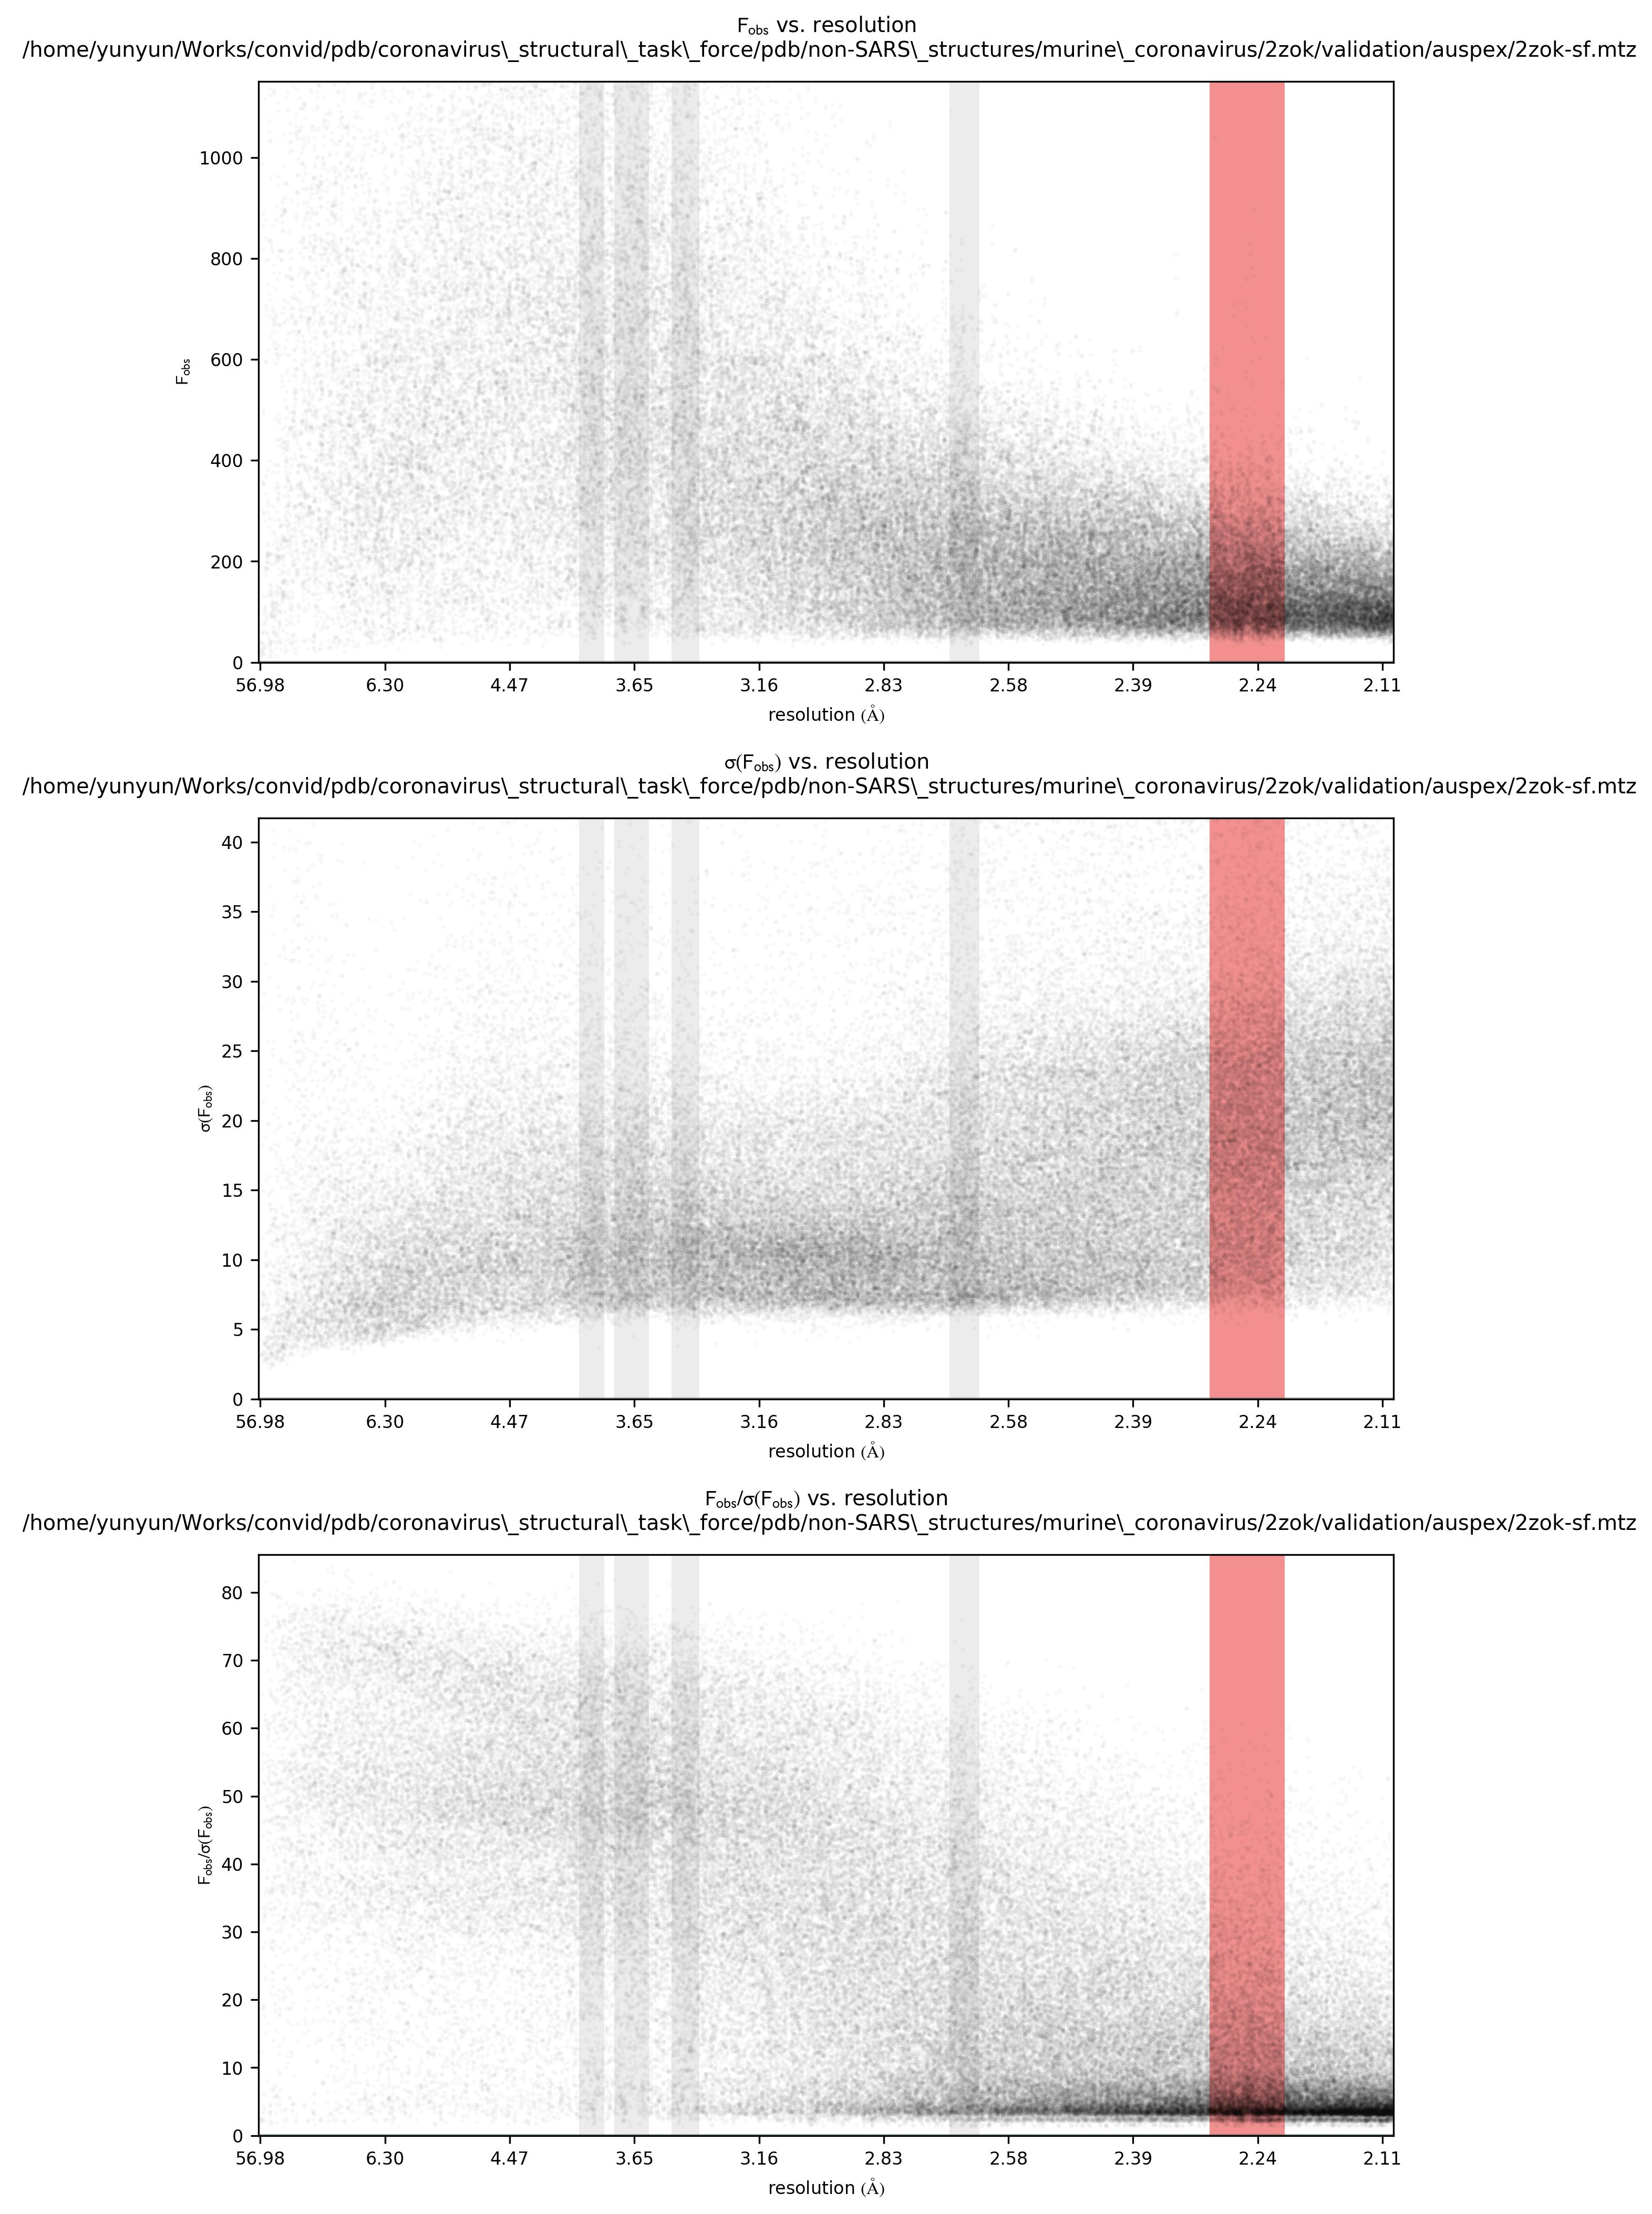 Fobs vs. resolution
/home/yunyun/Works/convid/pdb/coronavirus\_structural\_task\_force/pdb/non-SARS\_structures/murine\_coronavirus/2zok/validation/auspex/2zok-sf.mtz
1000
800
600
400
200
0
Fobs
56.98 6.30 4.47 3.65 3.16 2.83 2.58 2.39 2.24 2.11
resolution (Å)
σ(Fobs) vs. resolution
/home/yunyun/Works/convid/pdb/coronavirus\_structural\_task\_force/pdb/non-SARS\_structures/murine\_coronavirus/2zok/validation/auspex/2zok-sf.mtz
40
35
30
25
20
15
10
5
0
σ(Fobs)
56.98 6.30 4.47 3.65 3.16 2.83 2.58 2.39 2.24 2.11
resolution (Å)
Fobs/σ(Fobs) vs. resolution
/home/yunyun/Works/convid/pdb/coronavirus\_structural\_task\_force/pdb/non-SARS\_structures/murine\_coronavirus/2zok/validation/auspex/2zok-sf.mtz
80
70
60
50
40
30
20
10
0
Fobs/σ(Fobs)
56.98 6.30 4.47 3.65 3.16 2.83 2.58 2.39 2.24 2.11
resolution (Å)